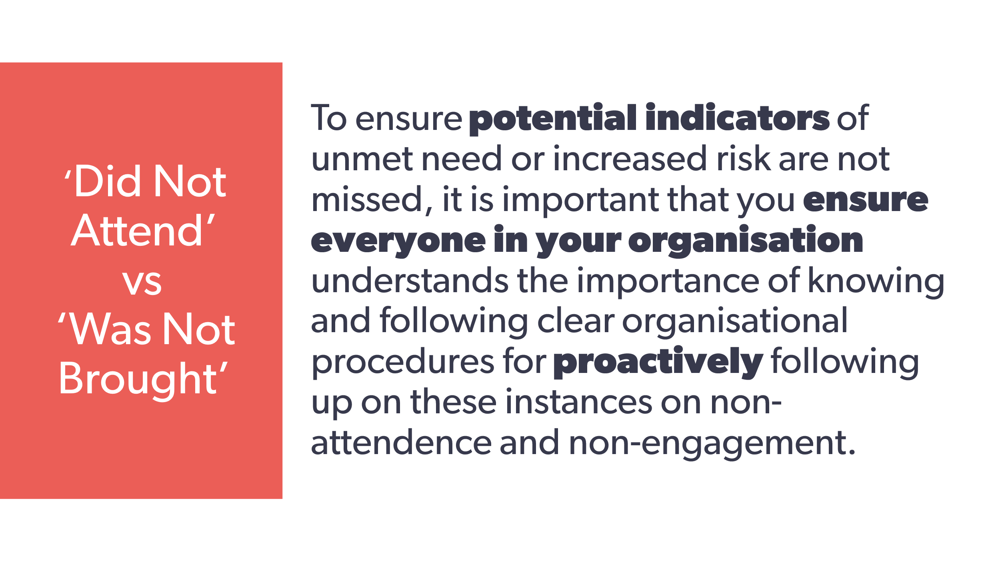 ‘Did Not
Attend’
vs
‘Was Not
Brought’
To ensure potential indicators of
unmet need or increased risk are not
missed, it is important that you ensure
everyone in your organisation
understands the importance of knowing
and following clear organisational
procedures for proactively following
up on these instances on non-
attendence and non-engagement.